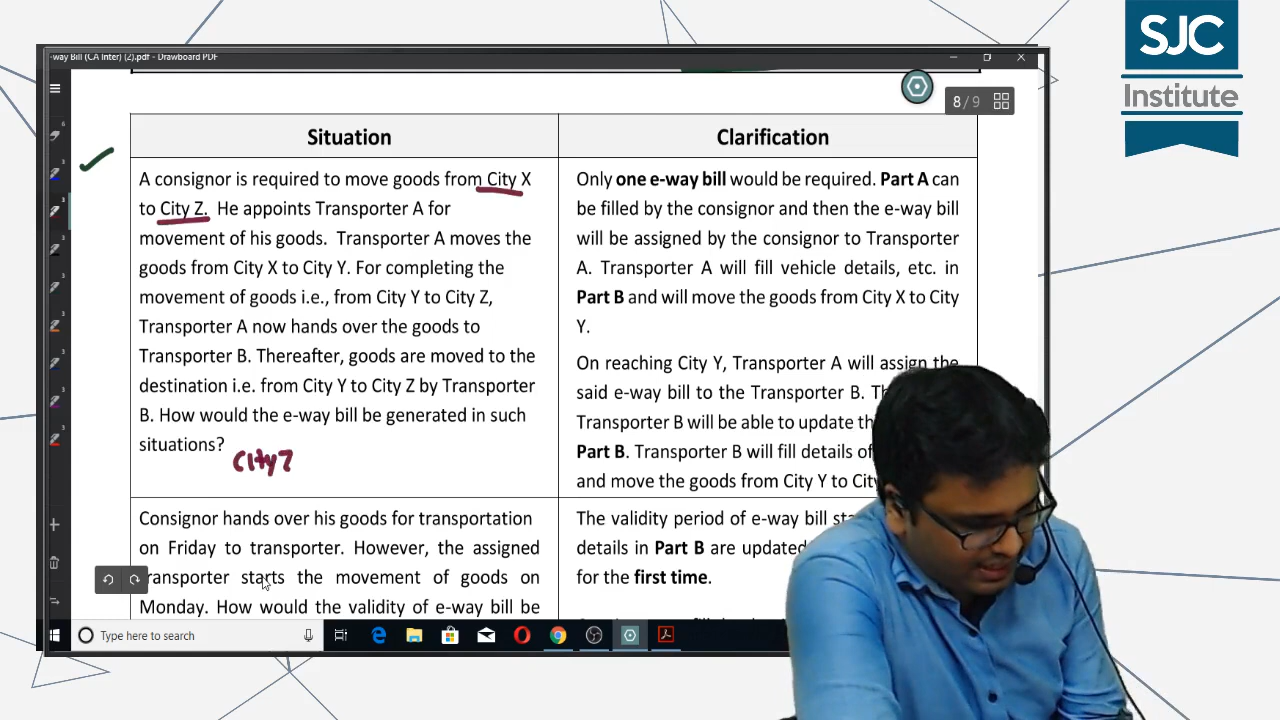 SJC
Institute
-way Bill (CA Inter) (2).pdf - Drawboard PDF
8/9
Situation
Clarification
A consignor is required to move goods from City X
to City Z. He appoints Transporter A for
movement of his goods. Transporter A moves the
goods from City X to City Y. For completing the
movement of goods i.e., from City Y to City Z,
Transporter A now hands over the goods to
Transporter B. Thereafter, goods are moved to the
destination i.e. from City Y to City Z by Transporter
B. How would the e-way bill be generated in such
situations?
City Z
Only one e-way bill would be required. Part A can
be filled by the consignor and then the e-way bill
will be assigned by the consignor to Transporter
A. Transporter A will fill vehicle details, etc. in
Part B and will move the goods from City X to City
Y.
On reaching City Y, Transporter A will assign the
said e-way bill to the Transporter B.
Transporter B will be able to update
Part B. Transporter B will fill details of
and move the goods from City Y to City
Consignor hands over his goods for transportation
on Friday to transporter. However, the assigned
transporter starts the movement of goods on
Monday. How would the validity of e-way bill be
The validity period of e-way bill
details in Part B are updated
for the first time.
Type here to search